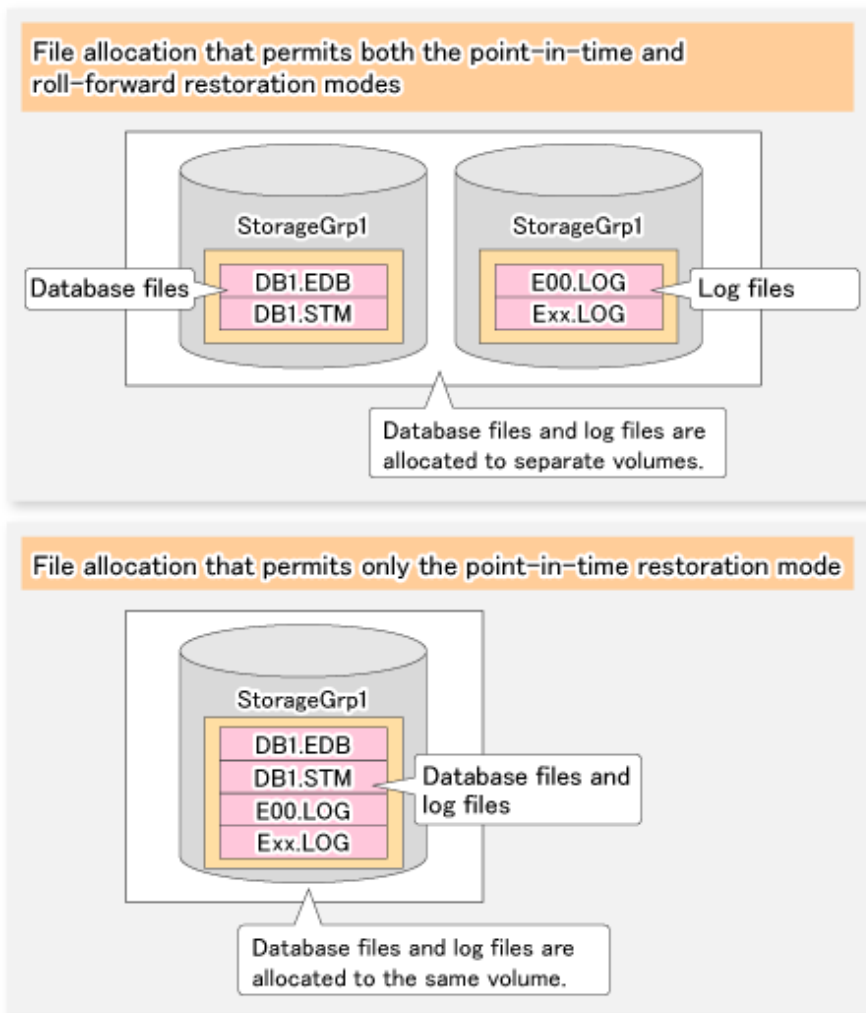 File allocation that permits both the point-in-time and
roll-forward restoration modes
StorageGrp1
StorageGrp1
Database files
DB1.EDB
DB1.STM
E00.LOG
Exx.LOG
Log files
Database files and log files are
allocated to separate volumes.
File allocation that permits only the point-in-time restoration mode
StorageGrp1
DB1.EDB
DB1.STM
E00.LOG
Exx.LOG
Database files and
log files
Database files and log files are
allocated to the same volume.